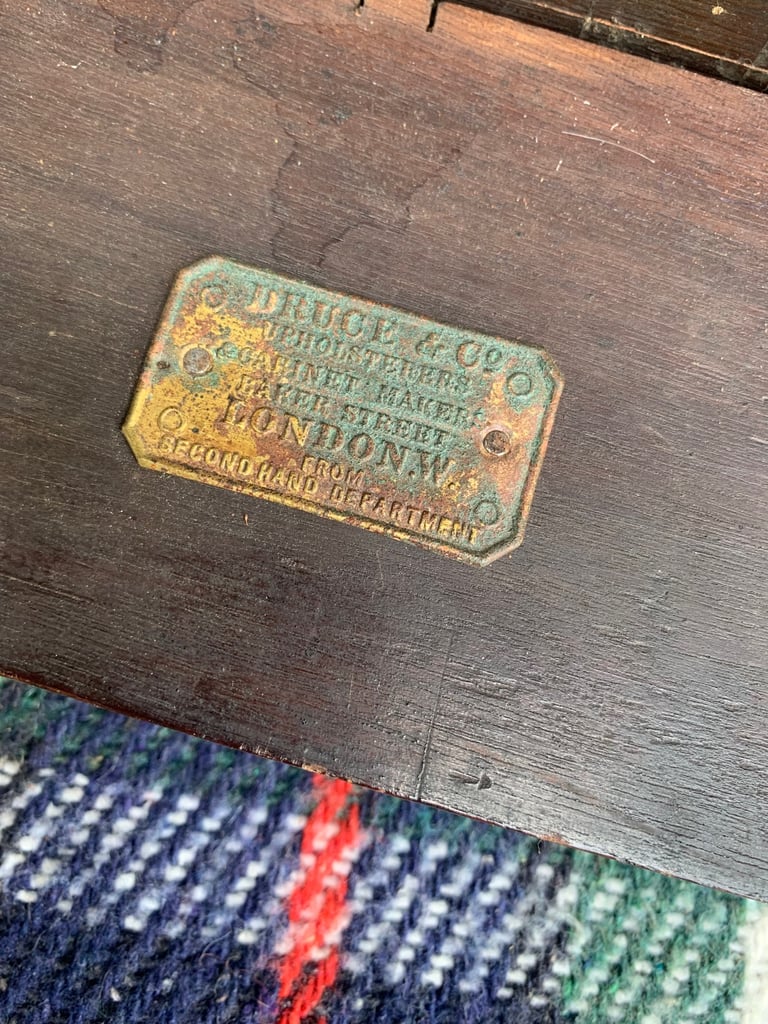 DRUCE & Co
UPHOLSTERERS
& CABINET MAKERS
BAKER STREET
LONDON.W.
FROM
SECOND HAND DEPARTMENT